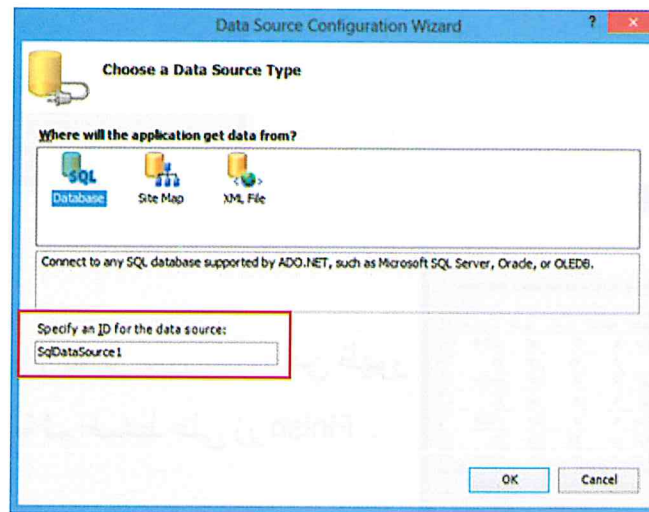 Data Source Configuration Wizard
?
Choose a Data Source Type
Where will the application get data from?
SQL
Database
Site Map
XML File
Connect to any SQL database supported by ADO.NET, such as Microsoft SQL Server, Oracle, or OLEDB.
Specify an ID for the data source:
SqlDataSource1
OK
Cancel